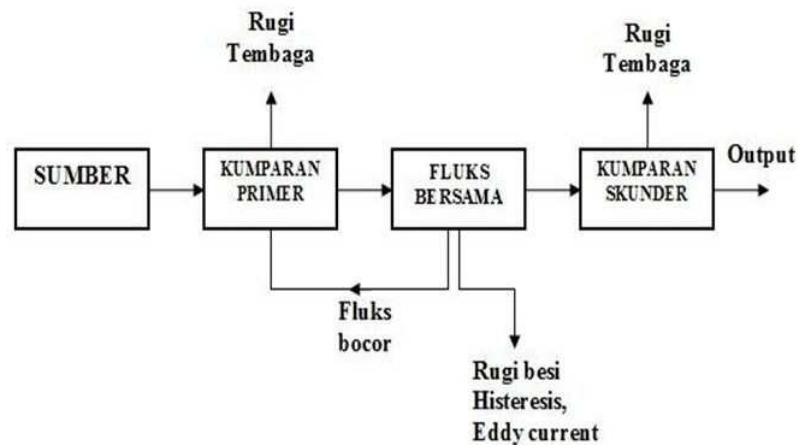 Rugi
Tembaga
Rugi
Tembaga
SUMBER
KUMPARAN
PRIMER
FLUKS
BERSAMA
KUMPARAN
SKUNDER
Output
Fluks
bocor
Rugi besi
Histeresis,
Eddy current